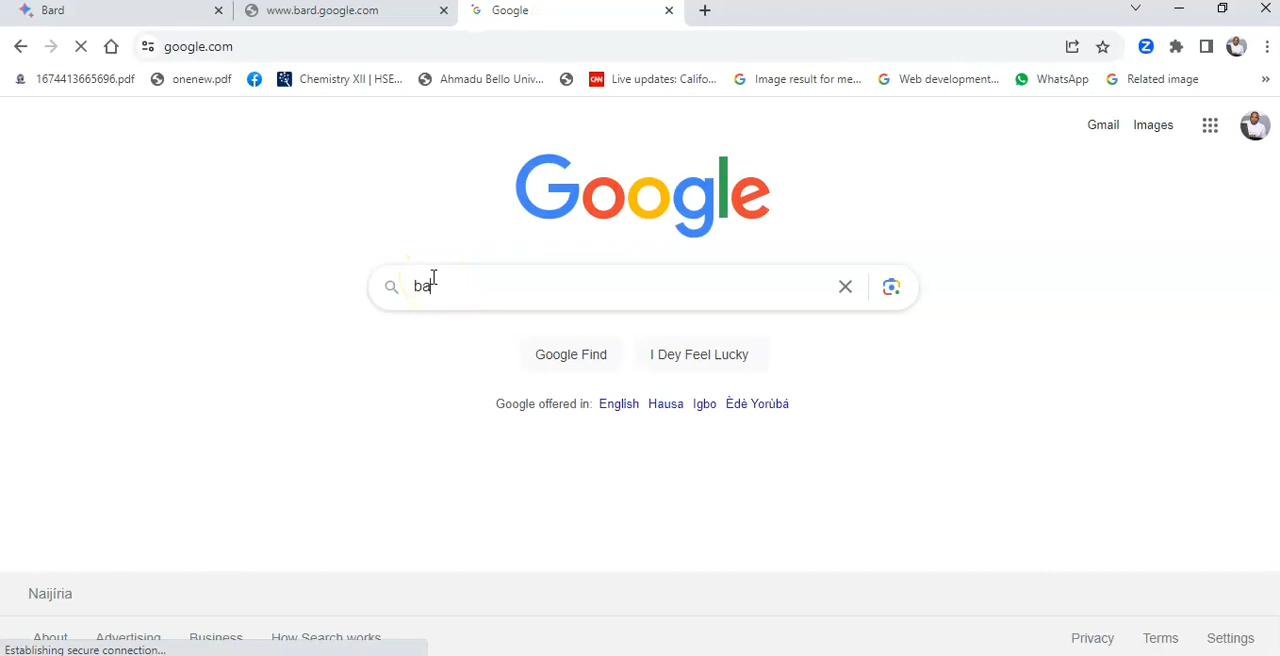 Bard
www.bard.google.com
Google
google.com
1674413665696.pdf
onenew.pdf
Chemistry XII | HSE...
Ahmadu Bello Univ...
CNN
Live updates: Califo...
Image result for me...
Web development...
WhatsApp
Related image
»
Gmail
Images
Google
ba
Google Find
I Dey Feel Lucky
Google offered in: English Hausa Igbo Èdè Yorùbá
Naijíria
About
Advertising
Business
How Search works
Privacy
Terms
Settings
Establishing secure connection...